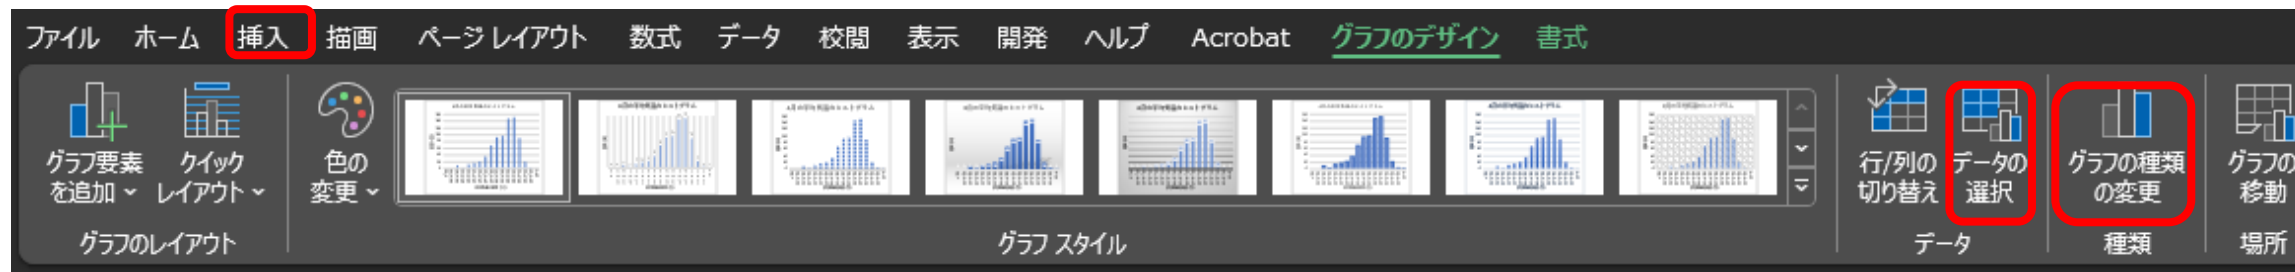 ファイル ホーム 挿入 描画 ページ レイアウト 数式 データ 校閲 表示 開発 ヘルプ Acrobat グラフのデザイン 書式
グラフ要素
を追加
クイック
レイアウト
色の
変更
行/列の
切り替え
データの
選択
グラフの種類
の変更
グラフの
移動
グラフのレイアウト
グラフ スタイル
データ
種類
場所